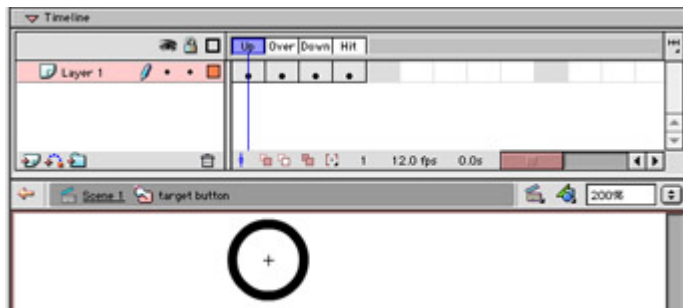 Timeline
Up Over Down Hit
Layer 1
1 12.0 fps 0.0s
Scene 1 target button 200%